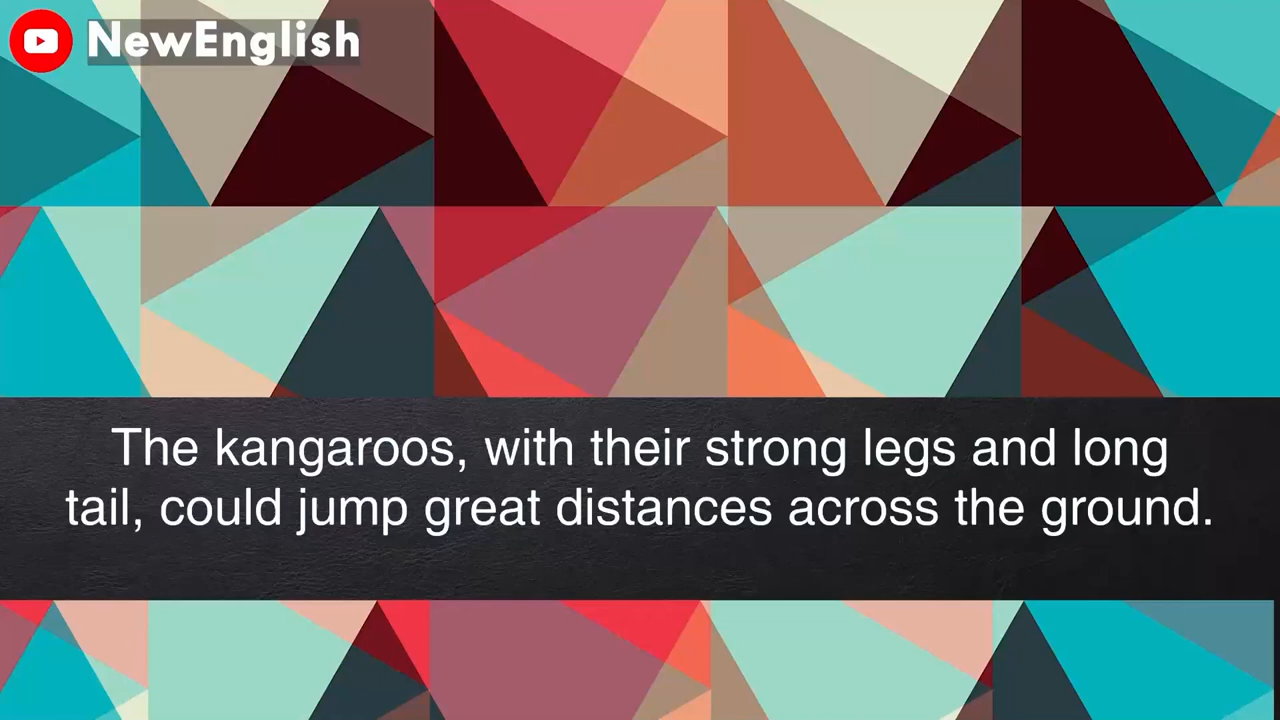 NewEnglish
The kangaroos, with their strong legs and long
tail, could jump great distances across the ground.